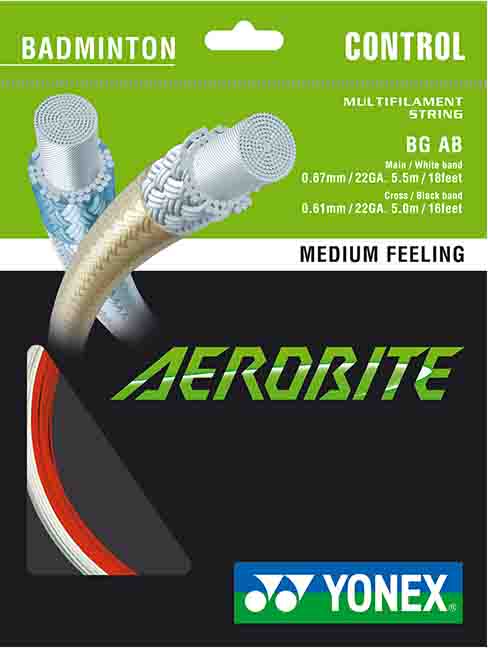 BADMINTON
CONTROL
MULTIFILAMENT
STRING
BG AB
Main / White band
0.67mm/22GA. 5.5m/18feet
Cross / Black band
0.61mm/22GA. 5.0m/16feet
MEDIUM FEELING
AEROBITE
YONEX®